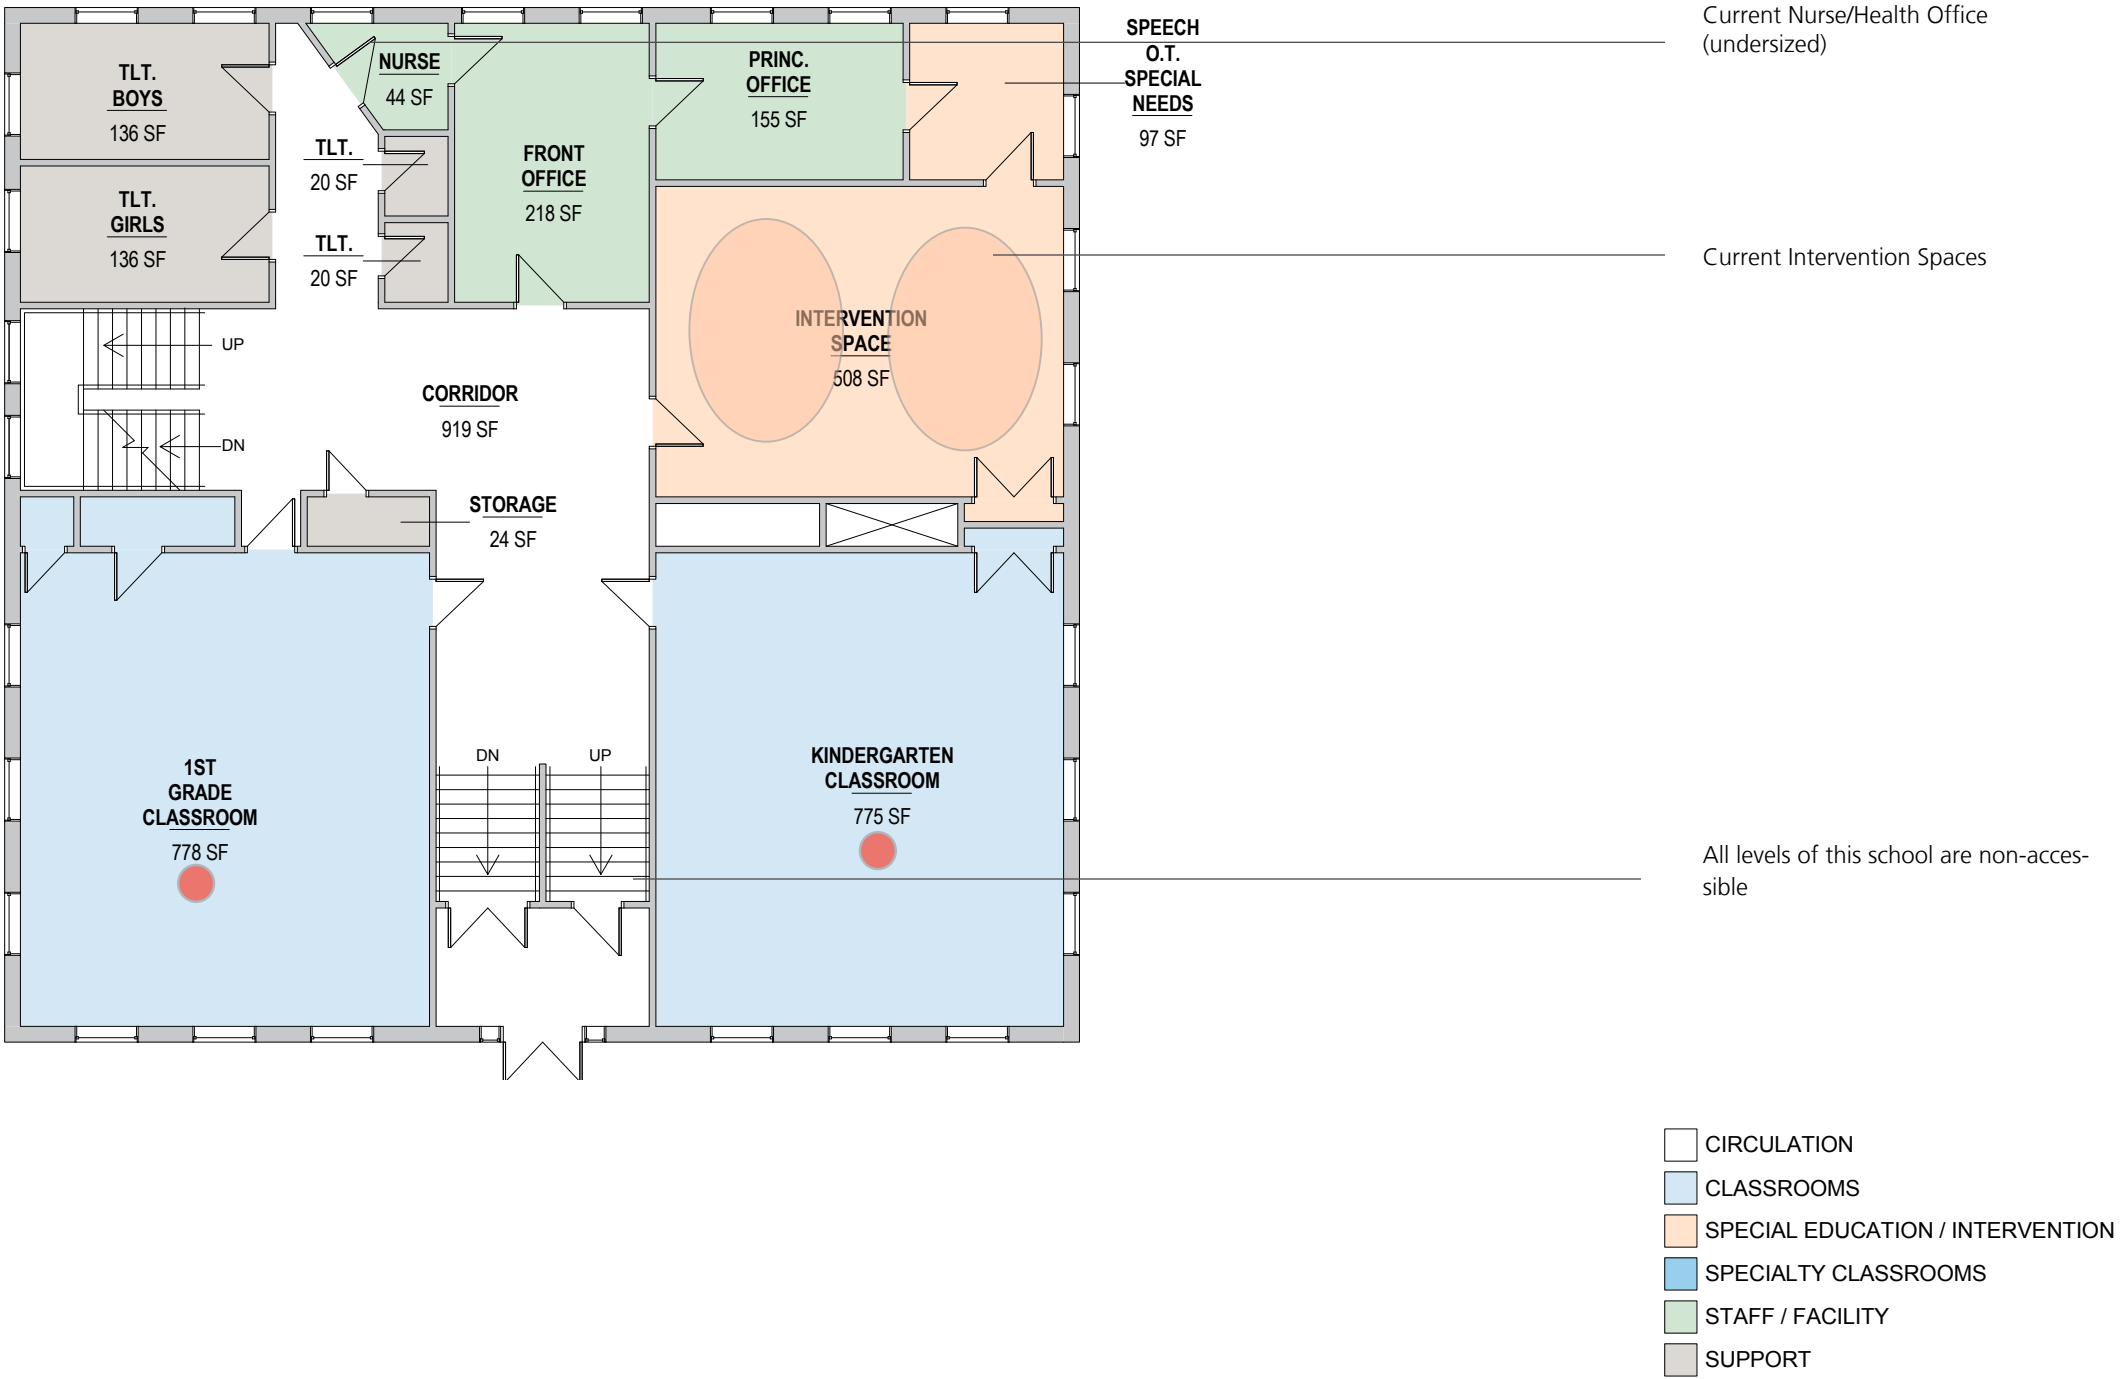 TLT.
BOYS
136 SF
TLT.
GIRLS
136 SF
NURSE
44 SF
TLT.
20 SF
TLT.
20 SF
FRONT
OFFICE
218 SF
PRINC.
OFFICE
155 SF
SPEECH
O.T.
SPECIAL
NEEDS
97 SF
Current Nurse/Health Office
(undersized)
INTERVENTION
SPACE
508 SF
Current Intervention Spaces
UP
DN
CORRIDOR
919 SF
STORAGE
24 SF
1ST
GRADE
CLASSROOM
778 SF
DN
UP
KINDERGARTEN
CLASSROOM
775 SF
All levels of this school are non-acces-
sible
CIRCULATION
CLASSROOMS
SPECIAL EDUCATION / INTERVENTION
SPECIALTY CLASSROOMS
STAFF / FACILITY
SUPPORT